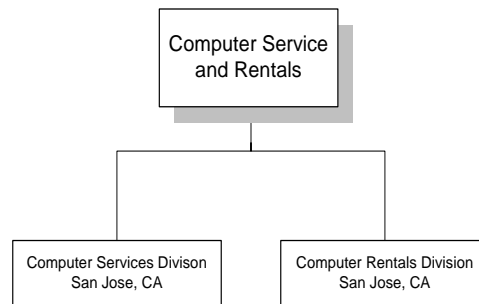 Computer Service
and Rentals
Computer Services Divison
San Jose, CA
Computer Rentals Division
San Jose, CA